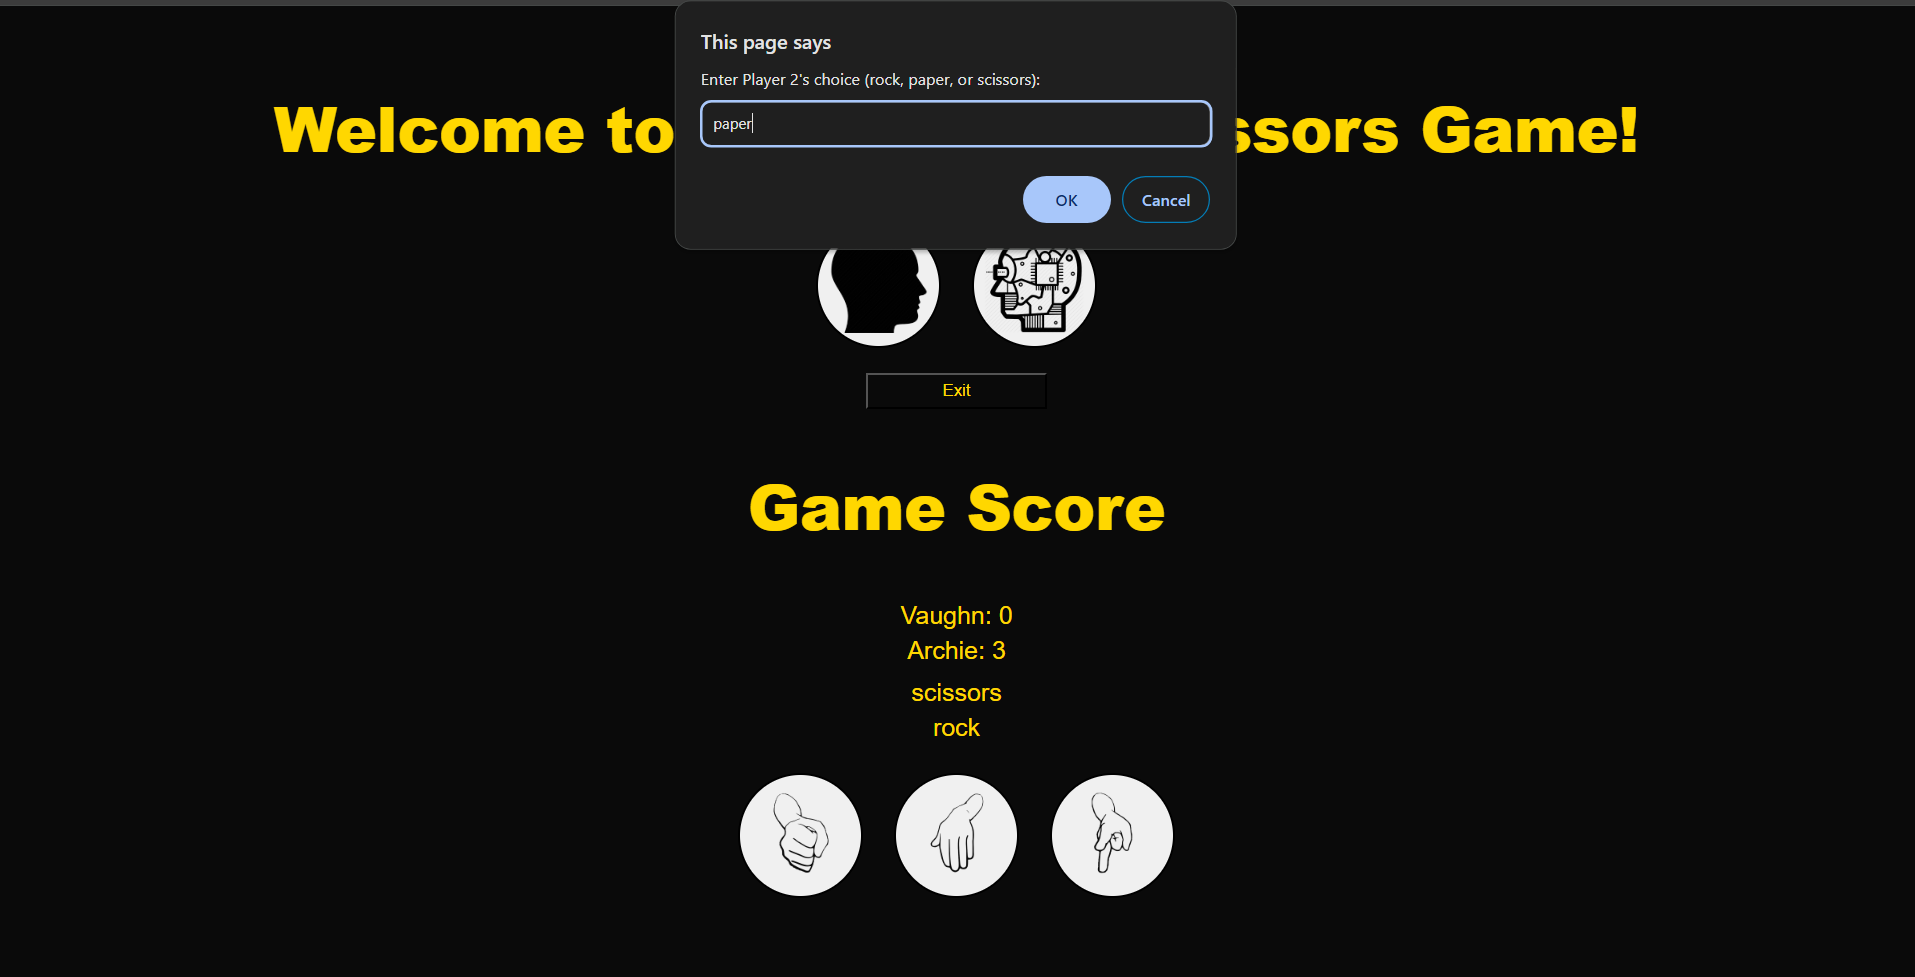 This page says
Enter Player 2's choice (rock, paper, or scissors):
paper
OK Cancel
Welcome to ssors Game!
Exit
Game Score
Vaughn: 0
Archie: 3
scissors
rock